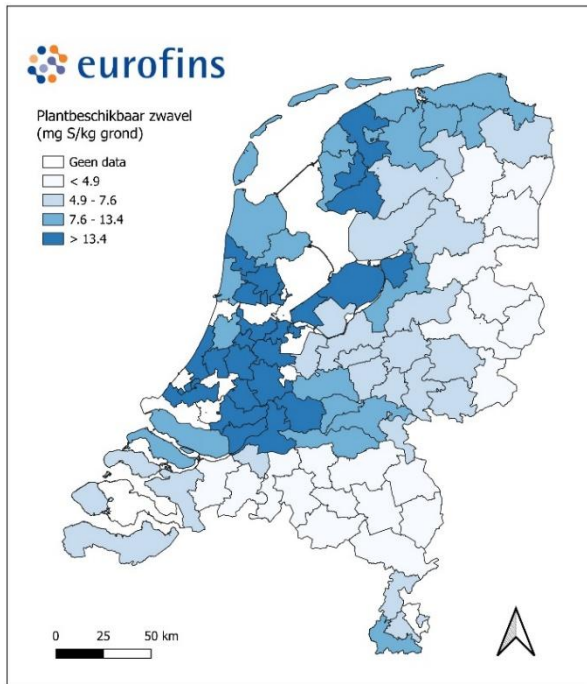 eurofins
Plantbeschikbaar zwavel
(mg S/kg grond)
Geen data
< 4.9
4.9 - 7.6
7.6 - 13.4
> 13.4
0 25 50 km